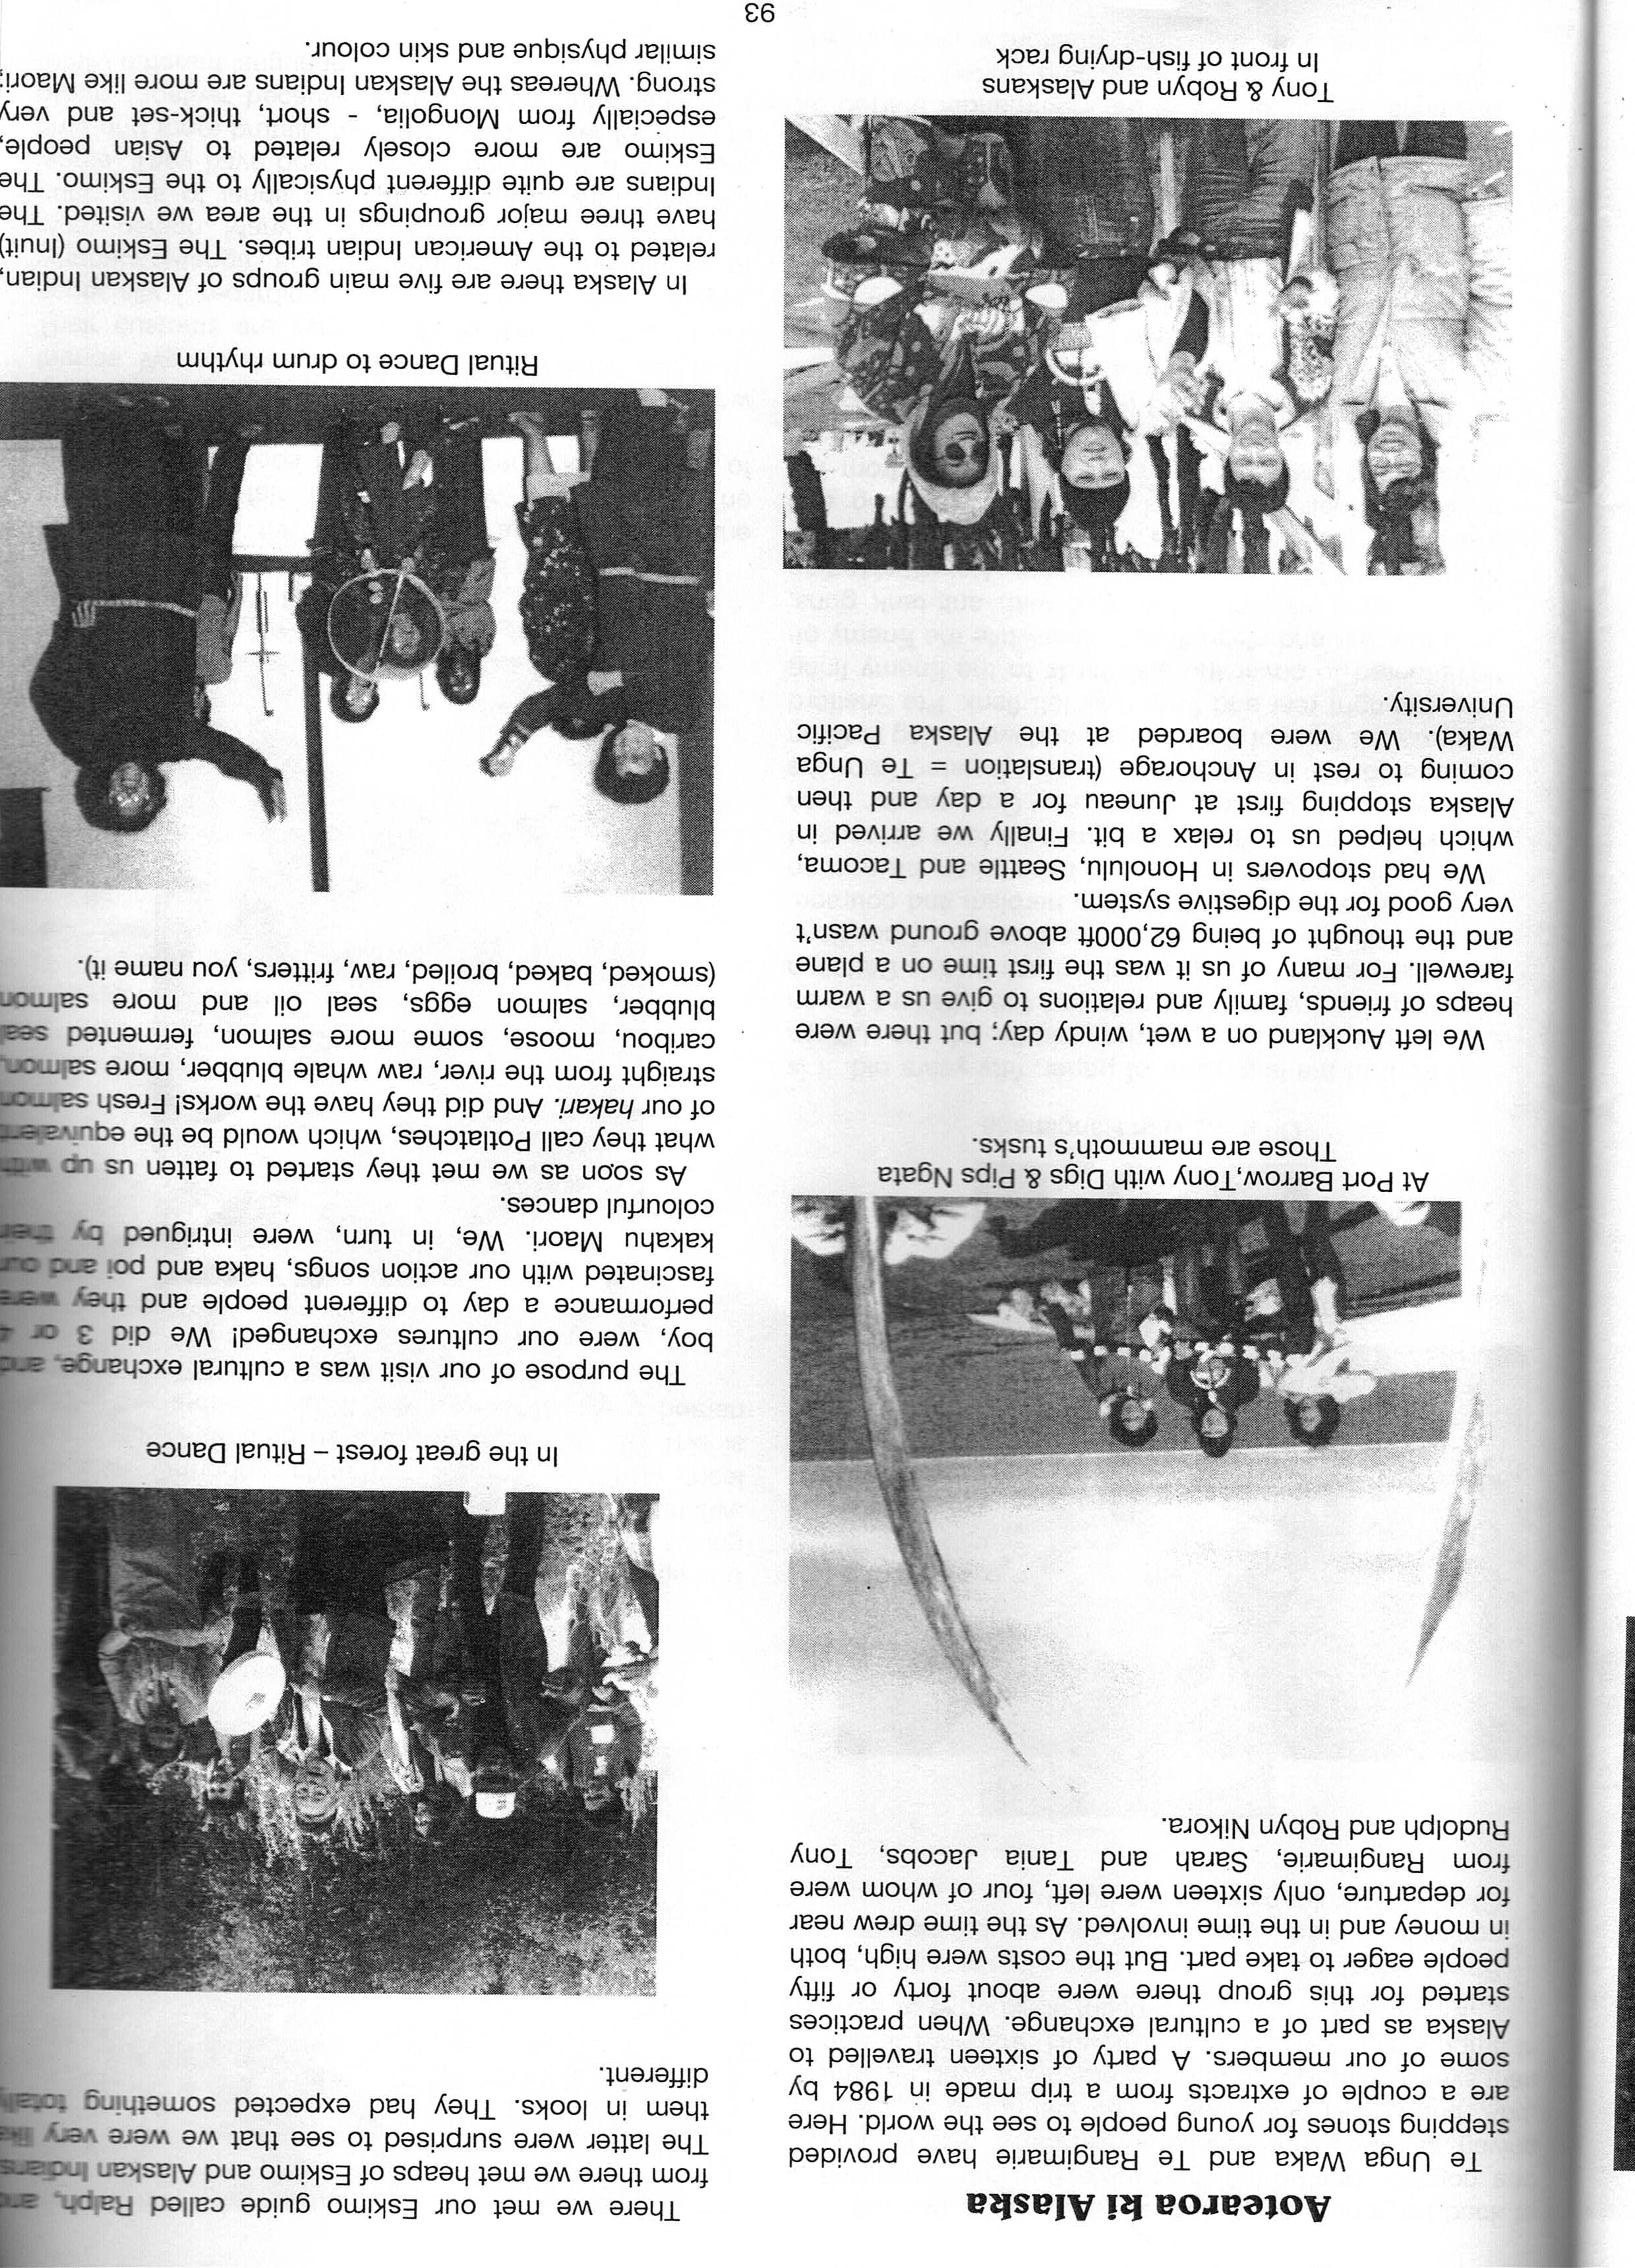 Aotearoa ki Alaska
Te Unga Waka and Te Rangimarie have provided
stepping stones for young people to see the world. Here
are a couple of extracts from a trip made in 1984 by
some of our members. A party of sixteen travelled to
Alaska as part of a cultural exchange. When practices
started for this group there were about forty or fifty
people eager to take part. But the costs were high, both
in money and in the time involved. As the time drew near
for departure, only sixteen were left, four of whom were
from Rangimarie, Sarah and Tania Jacobs, Tony
Rudolph and Robyn Nikora.
At Port Barrow,Tony with Digs & Pips Ngata
Those are mammoth's tusks.
We left Auckland on a wet, windy day; but there were
heaps of friends, family and relations to give us a warm
farewell. For many of us it was the first time on a plane
and the thought of being 62,000ft above ground wasn't
very good for the digestive system.
We had stopovers in Honolulu, Seattle and Tacoma,
which helped us to relax a bit. Finally we arrived in
Alaska stopping first at Juneau for a day and then
coming to rest in Anchorage (translation = Te Unga
Waka). We were boarded at the Alaska Pacific
University.
Tony & Robyn and Alaskans
In front of fish-drying rack
There we met our Eskimo guide called Ralph, and
from there we met heaps of Eskimo and Alaskan Indians
The latter were surprised to see that we were very like
them in looks. They had expected something totally
different.
In the great forest – Ritual Dance
The purpose of our visit was a cultural exchange, and
boy, were our cultures exchanged! We did 3 or 4
performance a day to different people and they were
fascinated with our action songs, haka and poi and our
kakahu Maori. We, in turn, were intrigued by their
colourful dances.
As soon as we met they started to fatten us up with
what they call Potlatches, which would be the equivalent
of our hakari. And did they have the works! Fresh salmon
straight from the river, raw whale blubber, more salmon,
caribou, moose, some more salmon, fermented seal
blubber, salmon eggs, seal oil and more salmon
(smoked, baked, broiled, raw, fritters, you name it).
Ritual Dance to drum rhythm
In Alaska there are five main groups of Alaskan Indian,
related to the American Indian tribes. The Eskimo (Inuit)
have three major groupings in the area we visited. The
Indians are quite different physically to the Eskimo. The
Eskimo are more closely related to Asian people,
especially from Mongolia, - short, thick-set and very
strong. Whereas the Alaskan Indians are more like Maori;
similar physique and skin colour.
93